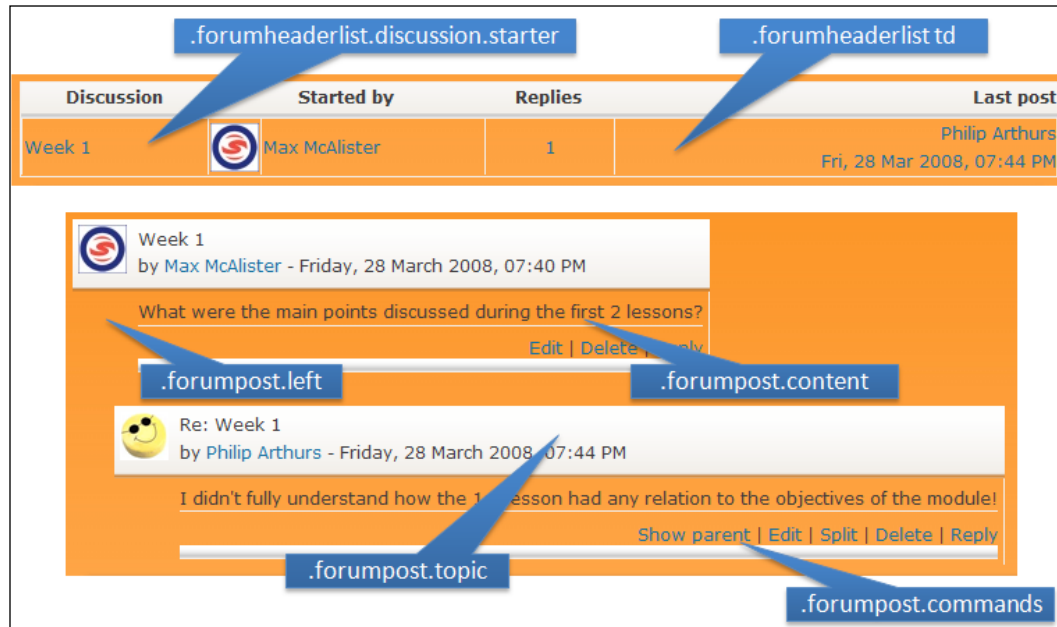 .forumheaderlist.discussion.starter
.forumheaderlist td
Discussion Started by Replies Last post
Week 1 Max McAlister 1 Philip Arthurs
Fri, 28 Mar 2008, 07:44 PM
Week 1
by Max McAlister - Friday, 28 March 2008, 07:40 PM
What were the main points discussed during the first 2 lessons?
Edit | Delete | Reply
.forumpost.left
.forumpost.content
Re: Week 1
by Philip Arthurs - Friday, 28 March 2008, 07:44 PM
I didn't fully understand how the lesson had any relation to the objectives of the module!
Show parent | Edit | Split | Delete | Reply
.forumpost.topic
.forumpost.commands